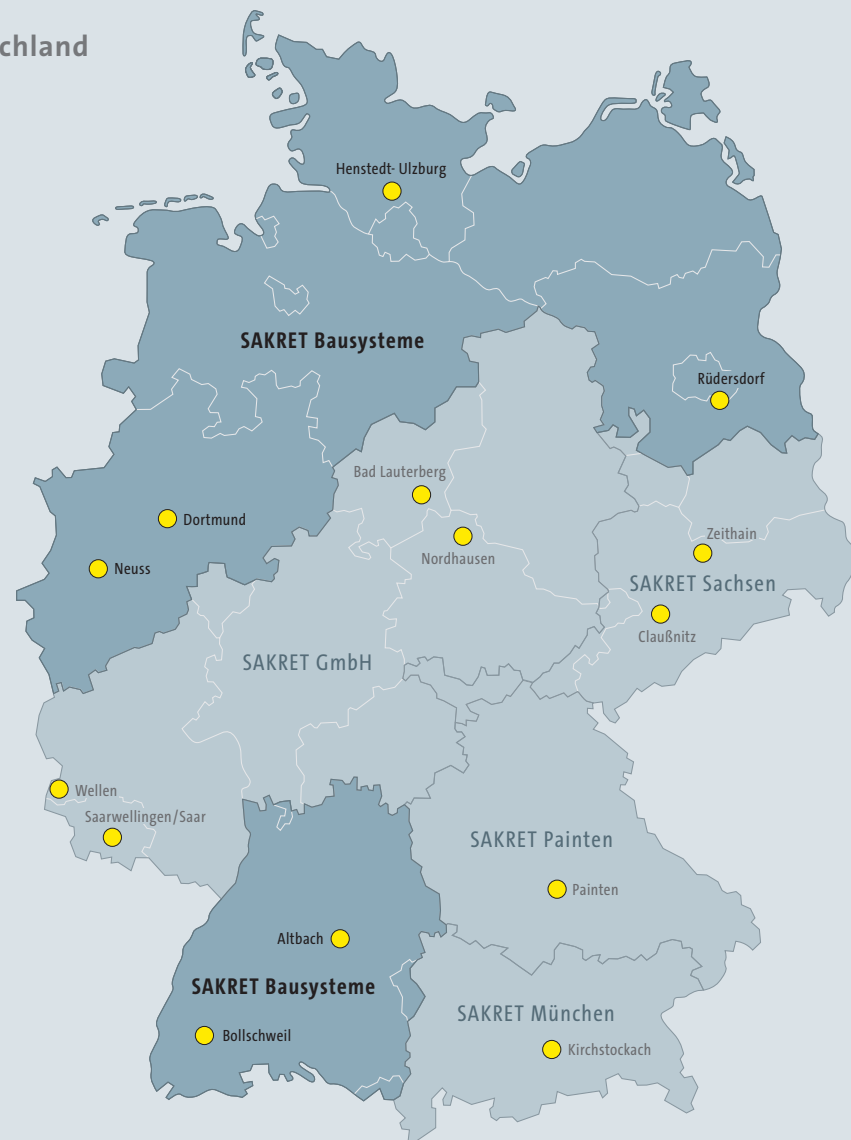 chland
Henstedt- Ulzburg
SAKRET Bausysteme
Rüdersdorf
Bad Lauterberg
Dortmund
Zeithain
Nordhausen
Neuss
SAKRET Sachsen
Claußnitz
SAKRET GmbH
Wellen
Saarwellingen/Saar
SAKRET Painten
Painten
Altbach
SAKRET Bausysteme
SAKRET München
Bollschweil
Kirchstockach